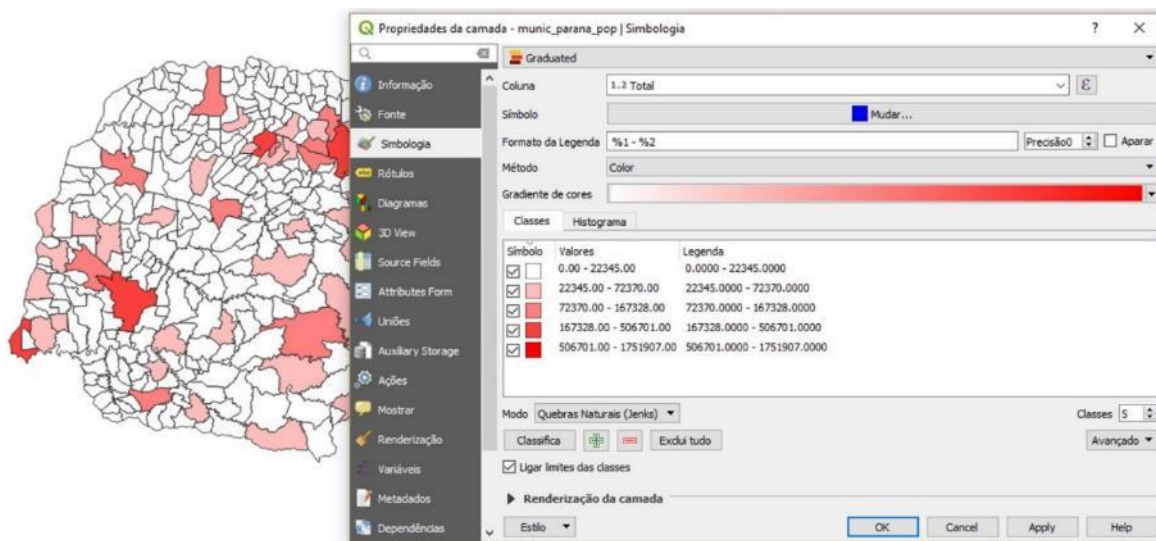 Propriedades da camada - munic_parana_pop | Simbologia
Informação
Fonte
Simbologia
Rótulos
Diagramas
3D View
Source Fields
Attributes Form
Uniões
Auxiliary Storage
Ações
Mostrar
Renderização
Variáveis
Metadados
Dependências
Graduated
Coluna 1.2 Total ε
Símbolo Mudar...
Formato da Legenda %1 - %2 Precisão0 Aparar
Método Color
Gradiente de cores
Classes Histograma
Símbolo Valores Legenda
0.00 - 22345.00 0.0000 - 22345.0000
22345.00 - 72370.00 22345.0000 - 72370.0000
72370.00 - 167328.00 72370.0000 - 167328.0000
167328.00 - 506701.00 167328.0000 - 506701.0000
506701.00 - 1751907.00 506701.0000 - 1751907.0000
Modo Quebras Naturais (Jenks) Classes 5
Classifica Exclui tudo Avançado
Ligar limites das classes
Renderização da camada
Estilo OK Cancel Apply Help